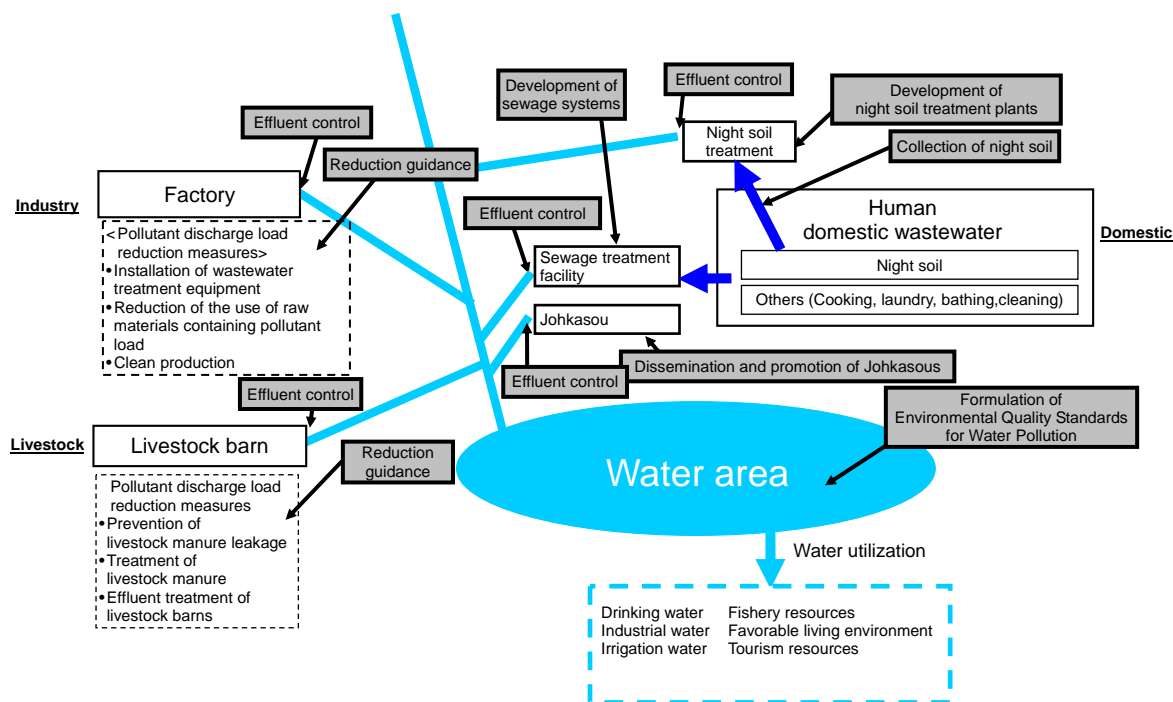 Development of
sewage systems
Effluent control
Development of
night soil treatment plants
Effluent control
Night soil
treatment
Collection of night soil
Reduction guidance
Industry
Factory
Effluent control
Human
domestic wastewater
Domestic
<Pollutant discharge load
reduction measures>
•Installation of wastewater
treatment equipment
•Reduction of the use of raw
materials containing pollutant
load
•Clean production
Sewage treatment
facility
Night soil
Others (Cooking, laundry, bathing,cleaning)
Johkasou
Effluent control
Dissemination and promotion of Johkasous
Effluent control
Formulation of
Environmental Quality Standards
for Water Pollution
Livestock
Livestock barn
Reduction
guidance
Water area
Pollutant discharge load
reduction measures
•Prevention of
livestock manure leakage
•Treatment of
livestock manure
•Effluent treatment of
livestock barns
Water utilization
Drinking water Fishery resources
Industrial water Favorable living environment
Irrigation water Tourism resources